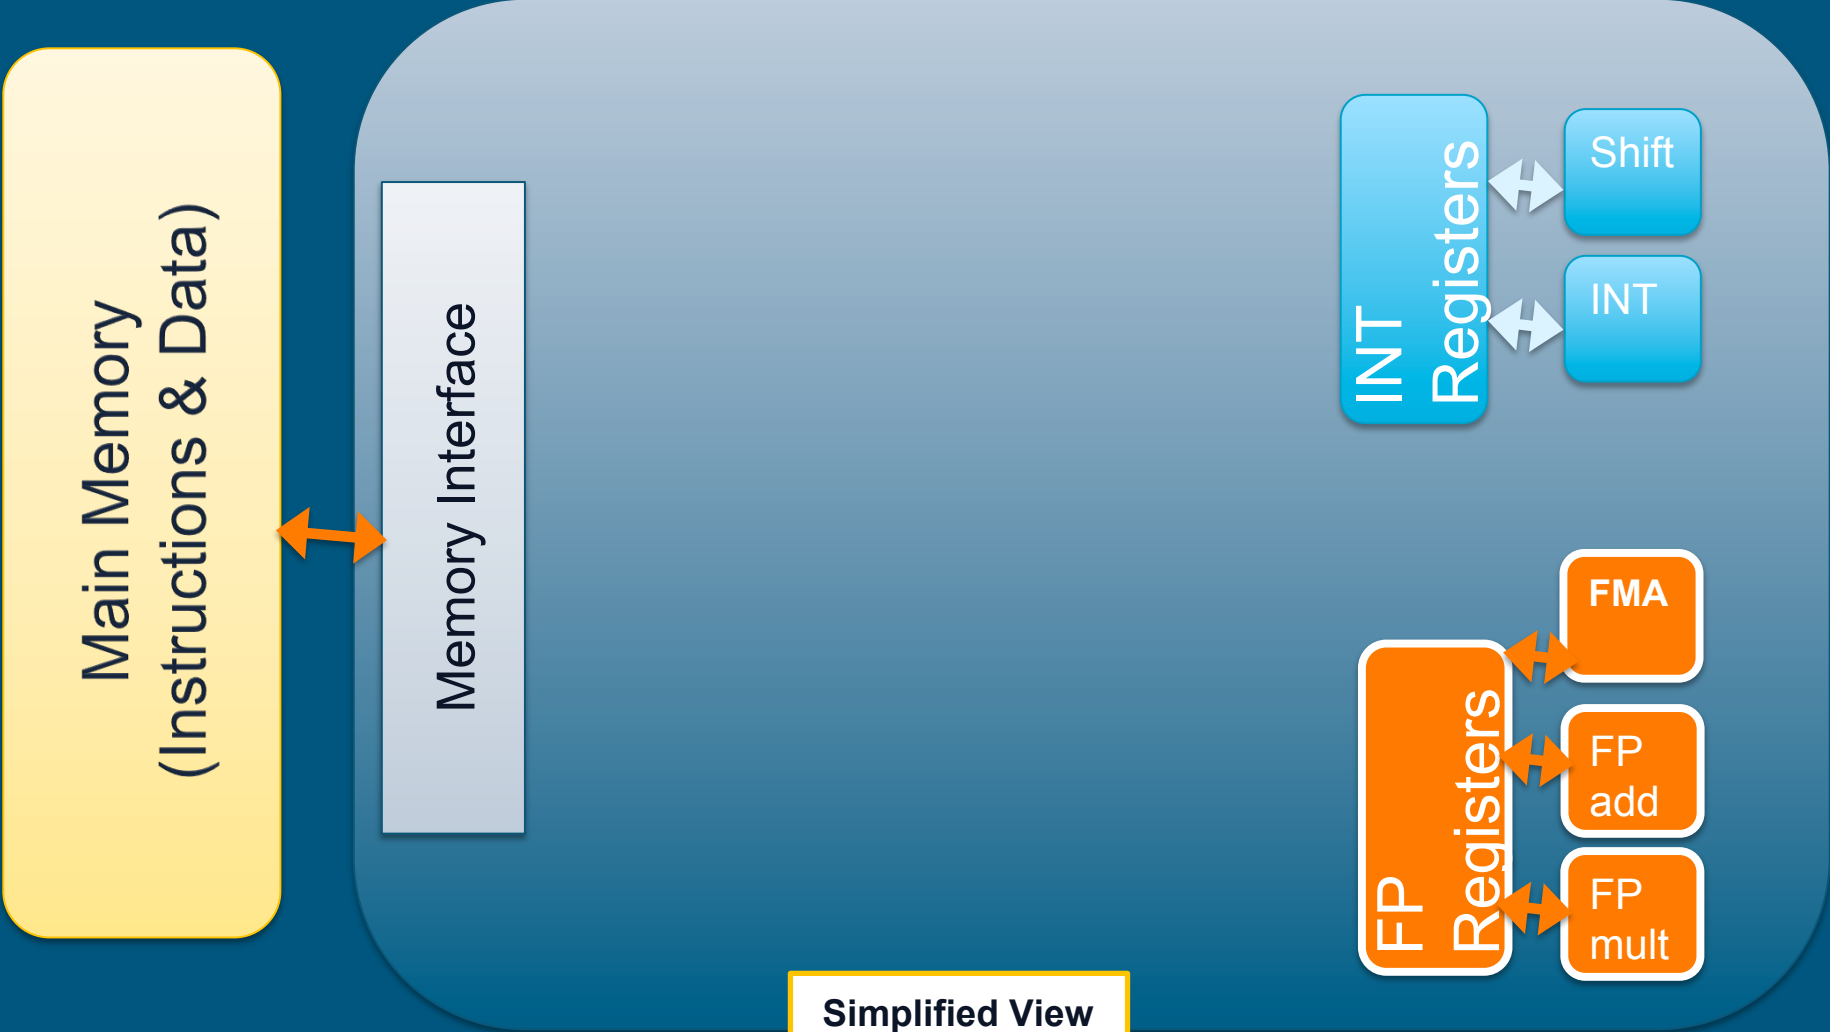 Main Memory
(Instructions & Data)
Memory Interface
INT
Registers
Shift
INT
FP
Registers
FMA
FP
add
FP
mult
Simplified View